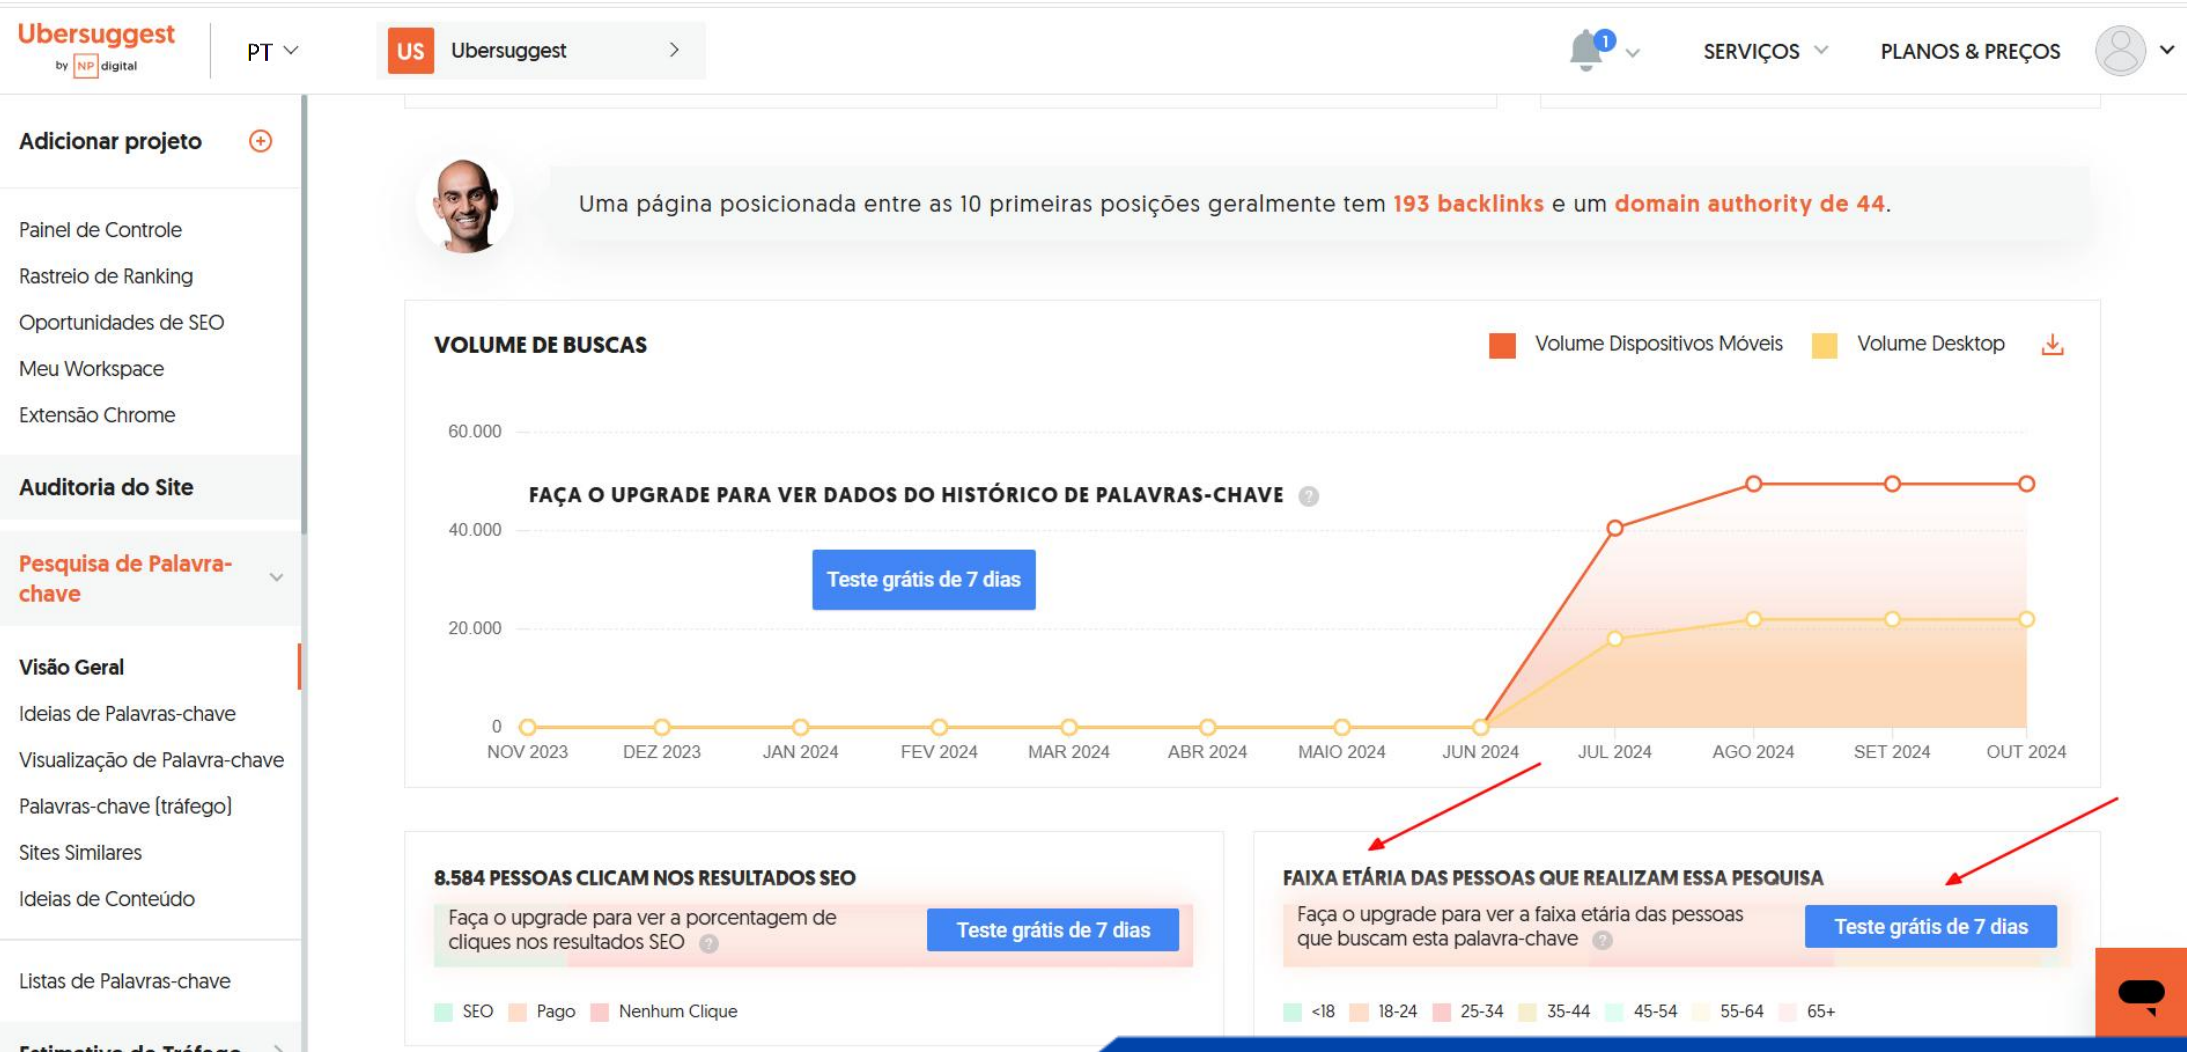 Ubersuggest
by NP digital
PT
US Ubersuggest
1
SERVIÇOS
PLANOS & PREÇOS
Adicionar projeto
Painel de Controle
Rastreio de Ranking
Oportunidades de SEO
Meu Workspace
Extensão Chrome
Auditoria do Site
Pesquisa de Palavra-
chave
Visão Geral
Ideias de Palavras-chave
Visualização de Palavra-chave
Palavras-chave (tráfego)
Sites Similares
Ideias de Conteúdo
Listas de Palavras-chave
Estimativa de Tráfego
Uma página posicionada entre as 10 primeiras posições geralmente tem 193 backlinks e um domain authority de 44.
VOLUME DE BUSCAS
Volume Dispositivos Móveis
Volume Desktop
60.000
FAÇA O UPGRADE PARA VER DADOS DO HISTÓRICO DE PALAVRAS-CHAVE ?
40.000
Teste grátis de 7 dias
20.000
0
NOV 2023 DEZ 2023 JAN 2024 FEV 2024 MAR 2024 ABR 2024 MAIO 2024 JUN 2024 JUL 2024 AGO 2024 SET 2024 OUT 2024
8.584 PESSOAS CLICAM NOS RESULTADOS SEO
Faça o upgrade para ver a porcentagem de
cliques nos resultados SEO ?
Teste grátis de 7 dias
SEO Pago Nenhum Clique
FAIXA ETÁRIA DAS PESSOAS QUE REALIZAM ESSA PESQUISA
Faça o upgrade para ver a faixa etária das pessoas
que buscam esta palavra-chave ?
Teste grátis de 7 dias
<18 18-24 25-34 35-44 45-54 55-64 65+